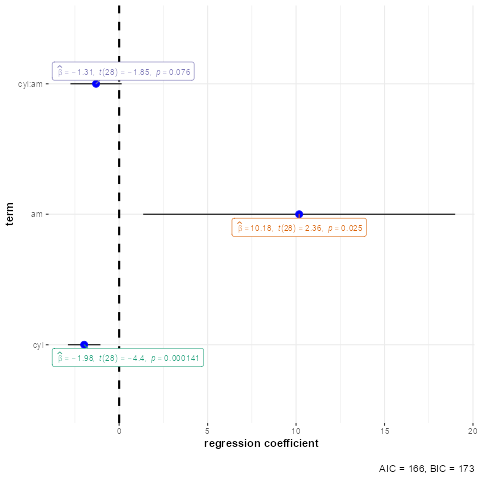 β̂ = −1.31, t(28) = −1.85, p = 0.076
cyl:am
am
β̂ = 10.18, t(28) = 2.36, p = 0.025
cyl
β̂ = −1.98, t(28) = −4.4, p = 0.000141
term
0 5 10 15 20
regression coefficient
AIC = 166, BIC = 173